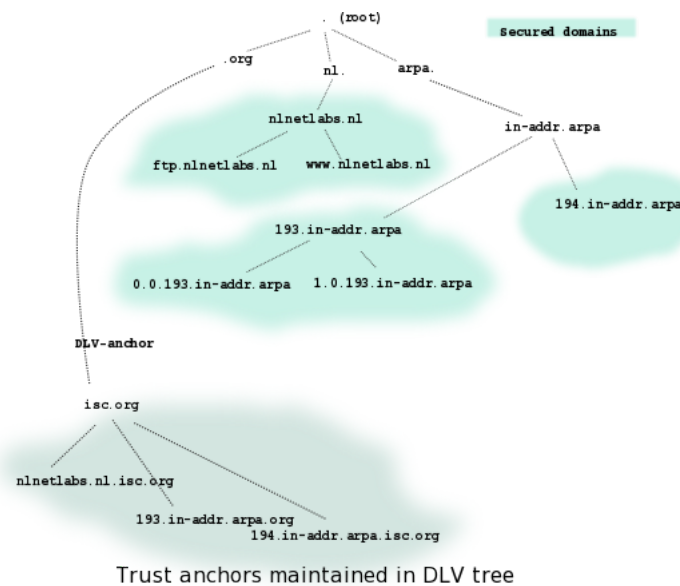 . (root)
Secured domains
.org
nl.
arpa.
nlnetlabs.nl
in-addr.arpa
ftp.nlnetlabs.nl
www.nlnetlabs.nl
194.in-addr.arpa
193.in-addr.arpa
0.0.193.in-addr.arpa
1.0.193.in-addr.arpa
DLV-anchor
isc.org
nlnetlabs.nl.isc.org
193.in-addr.arpa.org
194.in-addr.arpa.isc.org
Trust anchors maintained in DLV tree